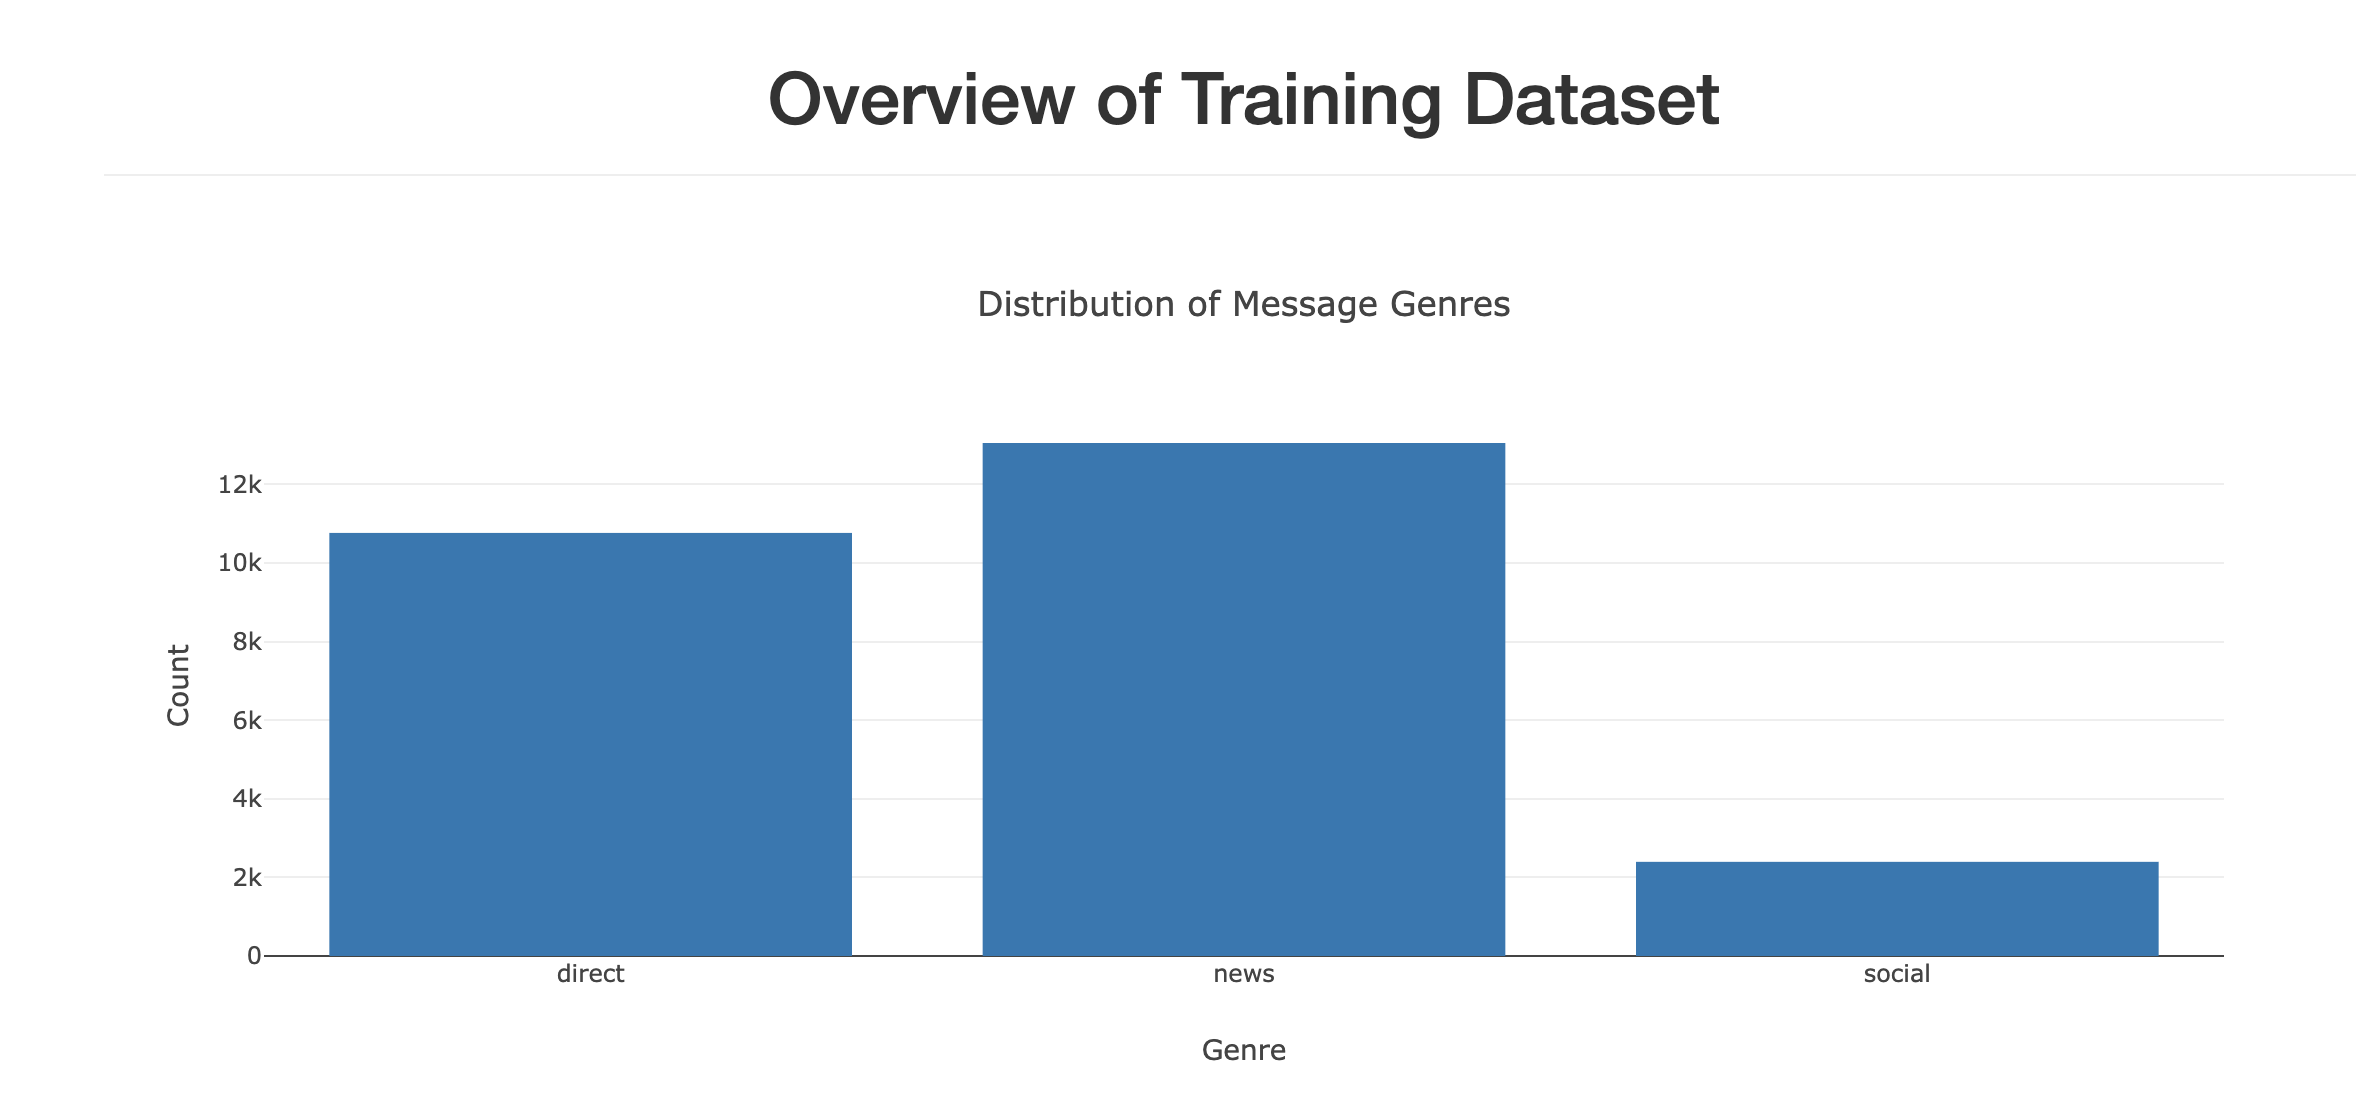 Overview of Training Dataset
Distribution of Message Genres
12k
10k
8k
6k
4k
2k
0
Count
direct
news
social
Genre